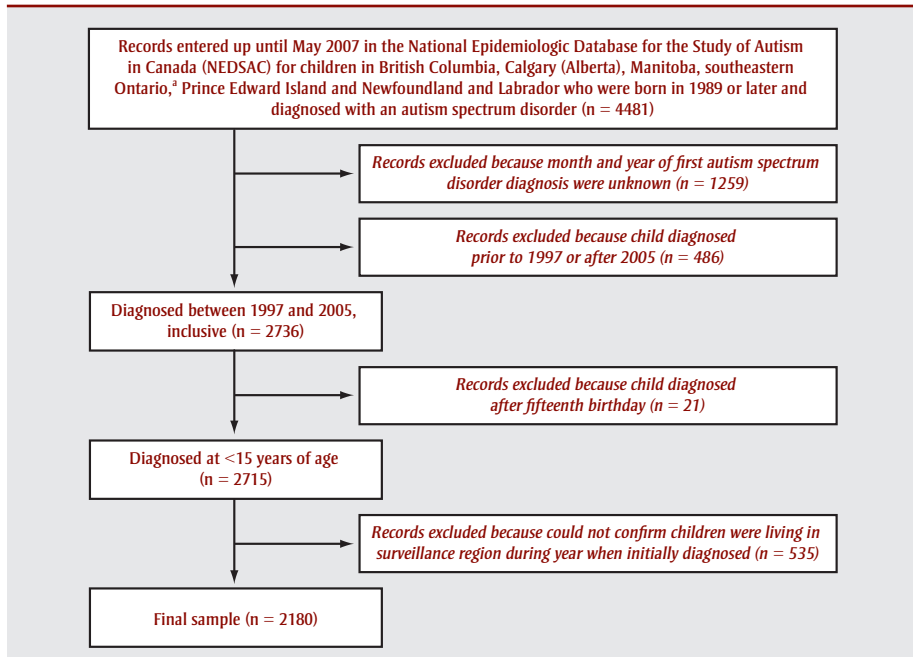 Records entered up until May 2007 in the National Epidemiologic Database for the Study of Autism
in Canada (NEDSAC) for children in British Columbia, Calgary (Alberta), Manitoba, southeastern
Ontario,ᵃ Prince Edward Island and Newfoundland and Labrador who were born in 1989 or later and
diagnosed with an autism spectrum disorder (n = 4481)
Records excluded because month and year of first autism spectrum
disorder diagnosis were unknown (n = 1259)
Records excluded because child diagnosed
prior to 1997 or after 2005 (n = 486)
Diagnosed between 1997 and 2005,
inclusive (n = 2736)
Records excluded because child diagnosed
after fifteenth birthday (n = 21)
Diagnosed at <15 years of age
(n = 2715)
Records excluded because could not confirm children were living in
surveillance region during year when initially diagnosed (n = 535)
Final sample (n = 2180)